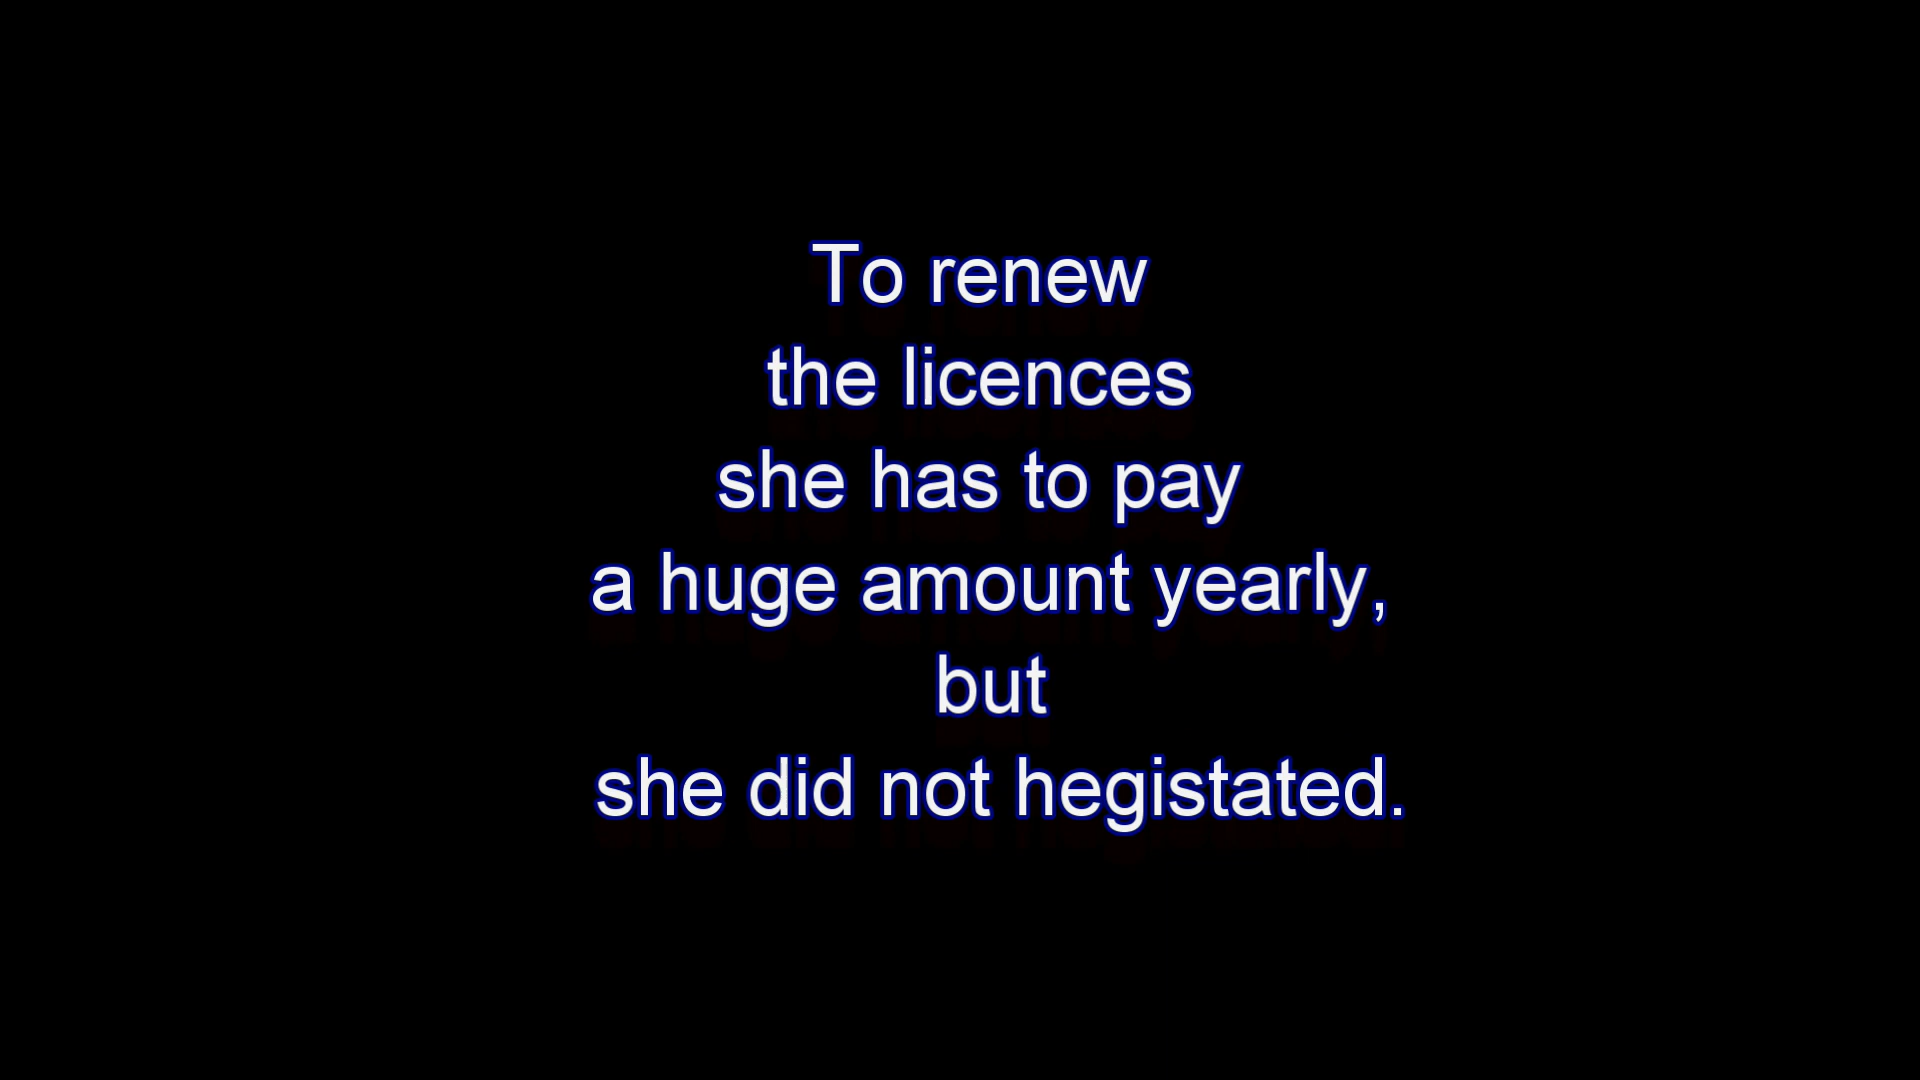 To renew
the licences
she has to pay
a huge amount yearly,
but
she did not hegistated.